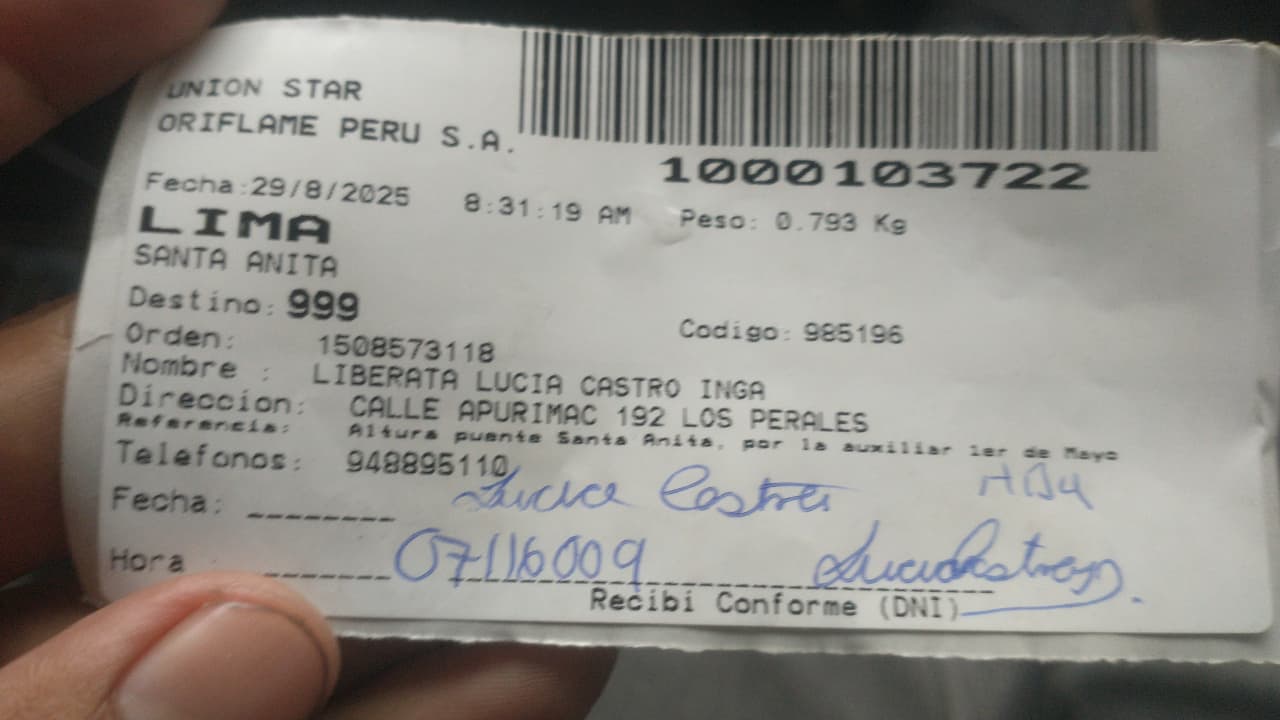 UNION STAR
ORIFLAME PERU S.A.
1000103722
Fecha:29/8/2025 8:31:19 AM Peso: 0.793 Kg
LIMA
SANTA ANITA
Destino: 999
Orden: 1508573118 Codigo: 985196
Nombre : LIBERATA LUCIA CASTRO INGA
Direccion: CALLE APURIMAC 192 LOS PERALES
Referencia: Altura puente Santa Anita, por la auxiliar 1er de Mayo
Telefonos: 948895110
Lucia Castro
Fecha: --------
Hora -------- 07116009
Recibi Conforme (DNI)